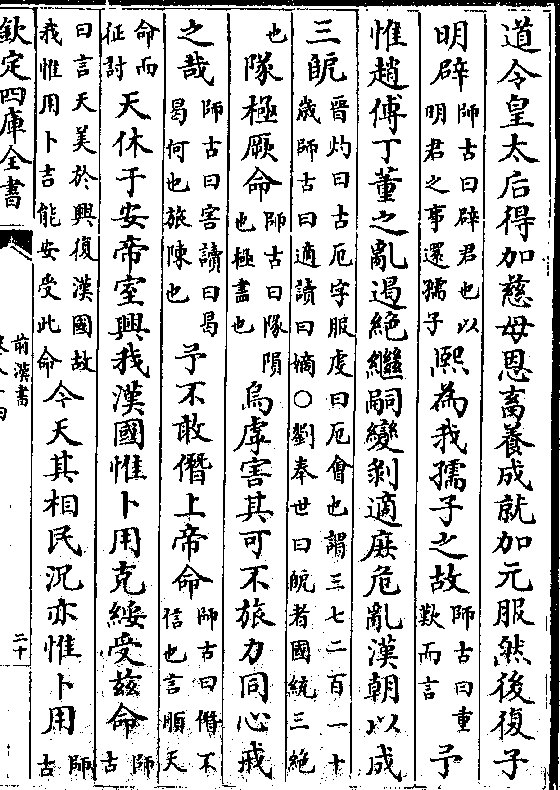 道令皇太后得加慈母恩畜養成就加元服然後復子
明辟師古曰辟君也以明君之事還孺子熙為我孺子之故師古曰重歎而言予
惟趙傅丁董之亂遏絶繼嗣變剝適庶危亂漢朝以成
三晉灼曰古厄字服虔曰厄會也謂三七二百一十歲師古曰適讀曰嫡○劉奉世曰者國統三絶
也隊極厥命師古曰隊隕也極盡也烏虖害其可不旅力同心戒
之哉師古曰害讀曰曷曷何也旅陳也予不敢僭上帝命師古曰僭不信也言順天
命而征討天休于安帝室興我漢國惟卜用克綏受茲命師古
曰言天美於興復漢國故我惟用卜吉能安受此命今天其相民況亦惟卜用師古
欽定四庫全書
前漢書
二十